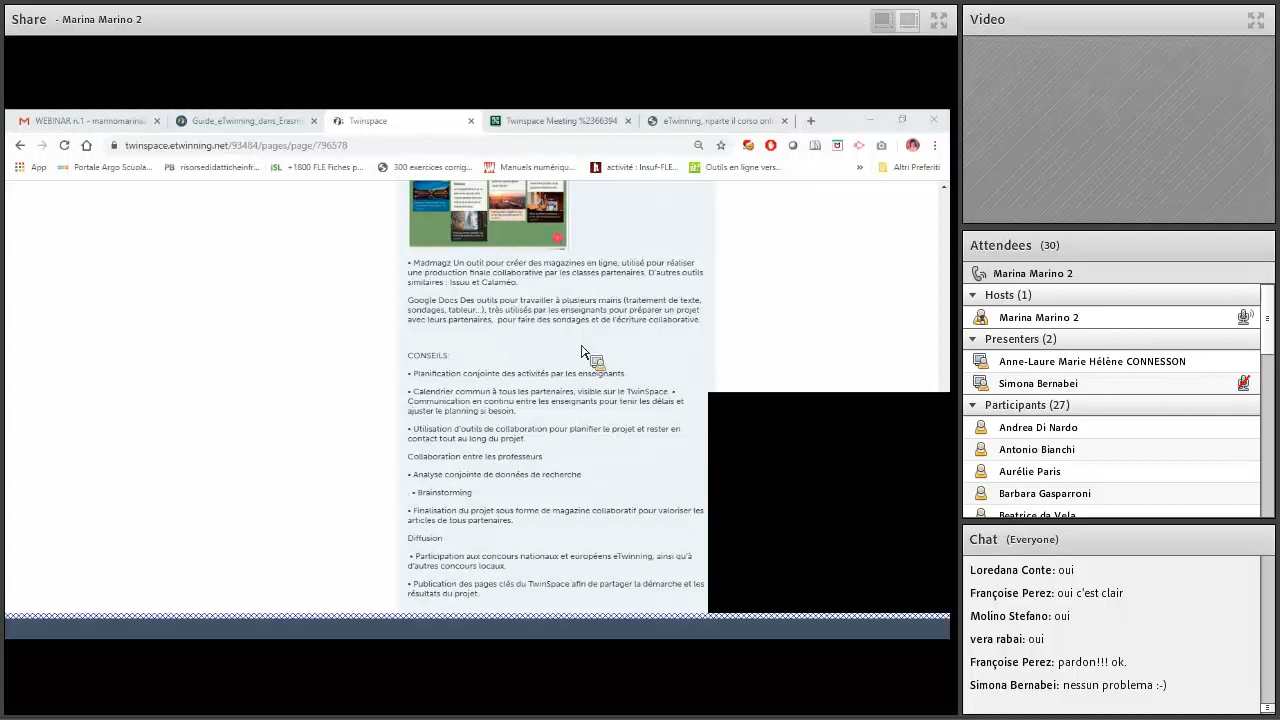 Share - Marina Marino 2
WEBINAR n.1 - mannomarina
Guide_eTwinning_dans_Erasm
Twinspace
Twinspace Meeting %2366394
eTwinning, riparte il corso onl
twinspace.etwinning.net/93484/pages/page/796578
App
Portale Argo Scuola...
PB risorsedidatticheinfr...
iSL +1800 FLE Fiches p...
300 exercices corrig...
Manuels numériqu...
activité : Insuf-FLE...
Outils en ligne verv...
»
Altri Preferiti
• Madmagz Un outil pour créer des magazines en ligne, utilisé pour réaliser
une production finale collaborative par les classes partenaires. D'autres outils
similaires : Issuu et Calaméo.
Google Docs Des outils pour travailler à plusieurs mains (traitement de texte,
sondages, tableur...), très utilisés par les enseignants pour préparer un projet
avec leurs partenaires, pour faire des sondages et de l'écriture collaborative.
CONSEILS:
• Planification conjointe des activités par les enseignants
• Calendrier commun à tous les partenaires, visible sur le TwinSpace. •
Communication en continu entre les enseignants pour tenir les délais et
ajuster le planning si besoin.
• Utilisation d'outils de collaboration pour planifier le projet et rester en
contact tout au long du projet.
Collaboration entre les professeurs
• Analyse conjointe de données de recherche
. • Brainstorming
• Finalisation du projet sous forme de magazine collaboratif pour valoriser les
articles de tous partenaires.
Diffusion
• Participation aux concours nationaux et européens eTwinning, ainsi qu'à
d'autres concours locaux.
• Publication des pages clés du TwinSpace afin de partager la démarche et les
résultats du projet.
Video
Attendees (30)
Marina Marino 2
Hosts (1)
Marina Marino 2
Presenters (2)
Anne-Laure Marie Hélène CONNESSON
Simona Bernabei
Participants (27)
Andrea Di Nardo
Antonio Bianchi
Aurélie Paris
Barbara Gasparroni
Beatrice da Vela
Chat (Everyone)
Loredana Conte: oui
Françoise Perez: oui c'est clair
Molino Stefano: oui
vera rabai: oui
Françoise Perez: pardon!!! ok.
Simona Bernabei: nessun problema :-)